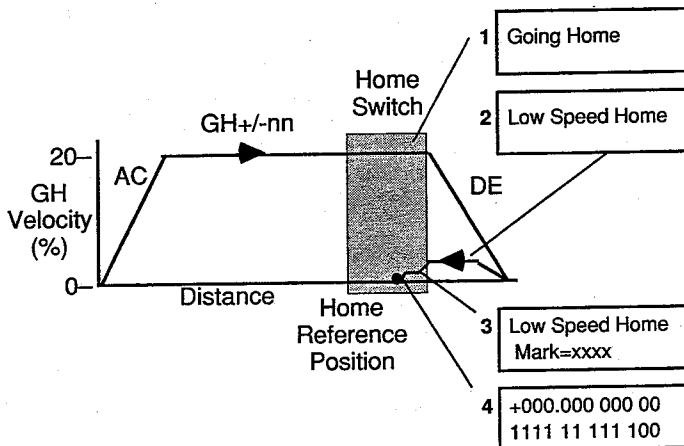 1 Going Home
Home
Switch
2 Low Speed Home
GH+/-nn
20–
AC
DE
GH
Velocity
(%)
0–
Distance
Home
Reference
Position
3 Low Speed Home
Mark=xxxx
4 +000.000 000 00
1111 11 111 100